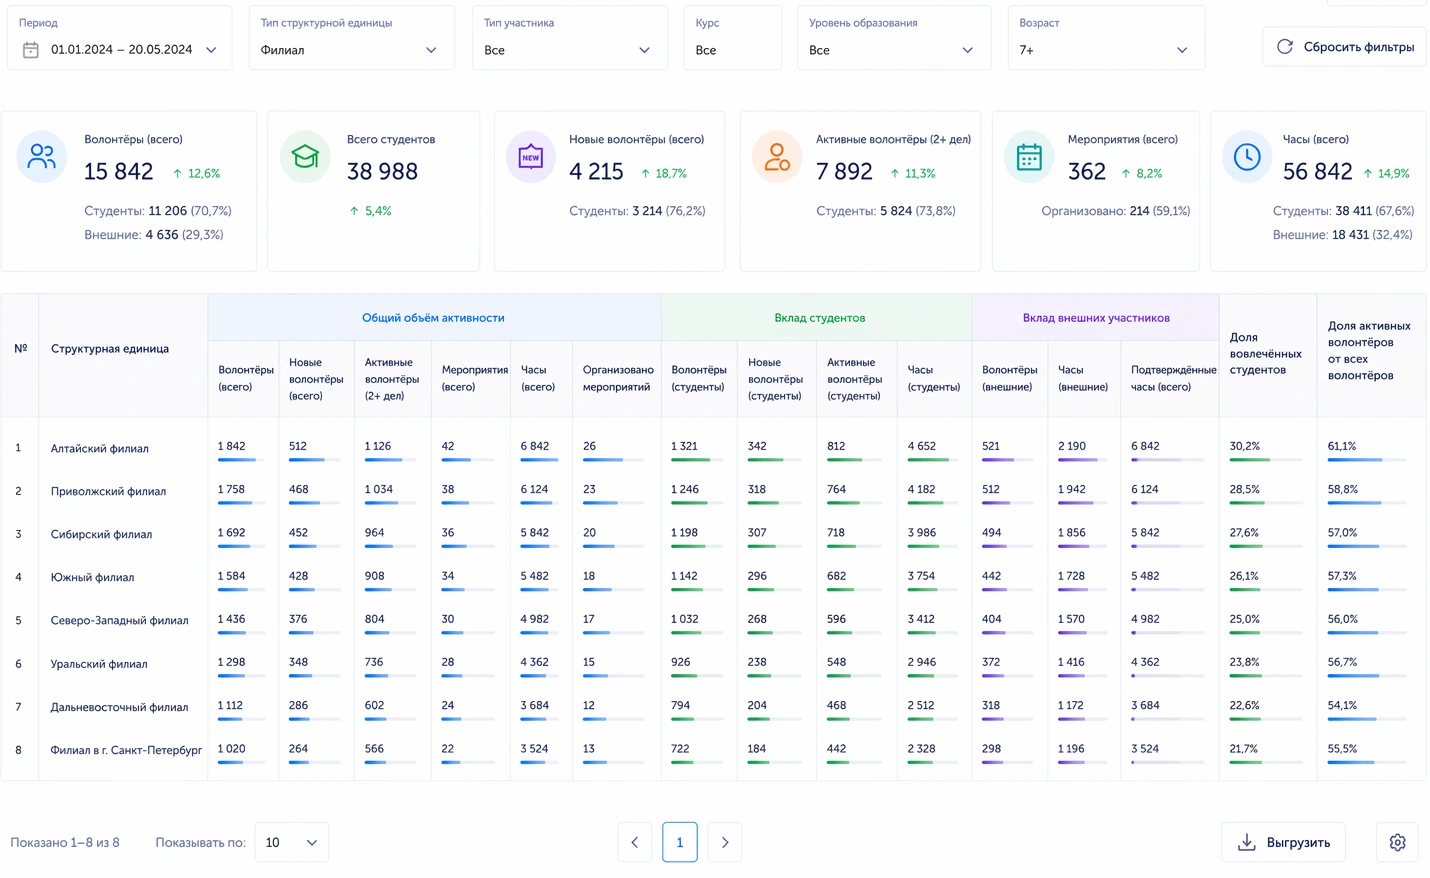 Период
01.01.2024 – 20.05.2024
Тип структурной единицы
Филиал
Тип участника
Все
Курс
Все
Уровень образования
Все
Возраст
7+
Сбросить фильтры
Волонтёры (всего)
15 842 ↑ 12,6%
Студенты: 11 206 (70,7%)
Внешние: 4 636 (29,3%)
Всего студентов
38 988
↑ 5,4%
NEW
Новые волонтёры (всего)
4 215 ↑ 18,7%
Студенты: 3 214 (76,2%)
Активные волонтёры (2+ дел)
7 892 ↑ 11,3%
Студенты: 5 824 (73,8%)
Мероприятия (всего)
362 ↑ 8,2%
Организовано: 214 (59,1%)
Часы (всего)
56 842 ↑ 14,9%
Студенты: 38 411 (67,6%)
Внешние: 18 431 (32,4%)
№
Структурная единица
Общий объём активности
Вклад студентов
Вклад внешних участников
Доля
вовлечённых
студентов
Доля активных
волонтёров
от всех
волонтёров
Волонтёры
(всего)
Новые
волонтёры
(всего)
Активные
волонтёры
(2+ дел)
Мероприятия
(всего)
Часы
(всего)
Организовано
мероприятий
Волонтёры
(студенты)
Новые
волонтёры
(студенты)
Активные
волонтёры
(студенты)
Часы
(студенты)
Волонтёры
(внешние)
Часы
(внешние)
Подтверждённые
часы (всего)
1 Алтайский филиал 1 842 512 1 126 42 6 842 26 1 321 342 812 4 652 521 2 190 6 842 30,2% 61,1%
2 Приволжский филиал 1 758 468 1 034 38 6 124 23 1 246 318 764 4 182 512 1 942 6 124 28,5% 58,8%
3 Сибирский филиал 1 692 452 964 36 5 842 20 1 198 307 718 3 986 494 1 856 5 842 27,6% 57,0%
4 Южный филиал 1 584 428 908 34 5 482 18 1 142 296 682 3 754 442 1 728 5 482 26,1% 57,3%
5 Северо-Западный филиал 1 436 376 804 30 4 982 17 1 032 268 596 3 412 404 1 570 4 982 25,0% 56,0%
6 Уральский филиал 1 298 348 736 28 4 362 15 926 238 548 2 946 372 1 416 4 362 23,8% 56,7%
7 Дальневосточный филиал 1 112 286 602 24 3 684 12 794 204 468 2 512 318 1 172 3 684 22,6% 54,1%
8 Филиал в г. Санкт-Петербург 1 020 264 566 22 3 524 13 722 184 442 2 328 298 1 196 3 524 21,7% 55,5%
Показано 1–8 из 8
Показывать по: 10
1
Выгрузить